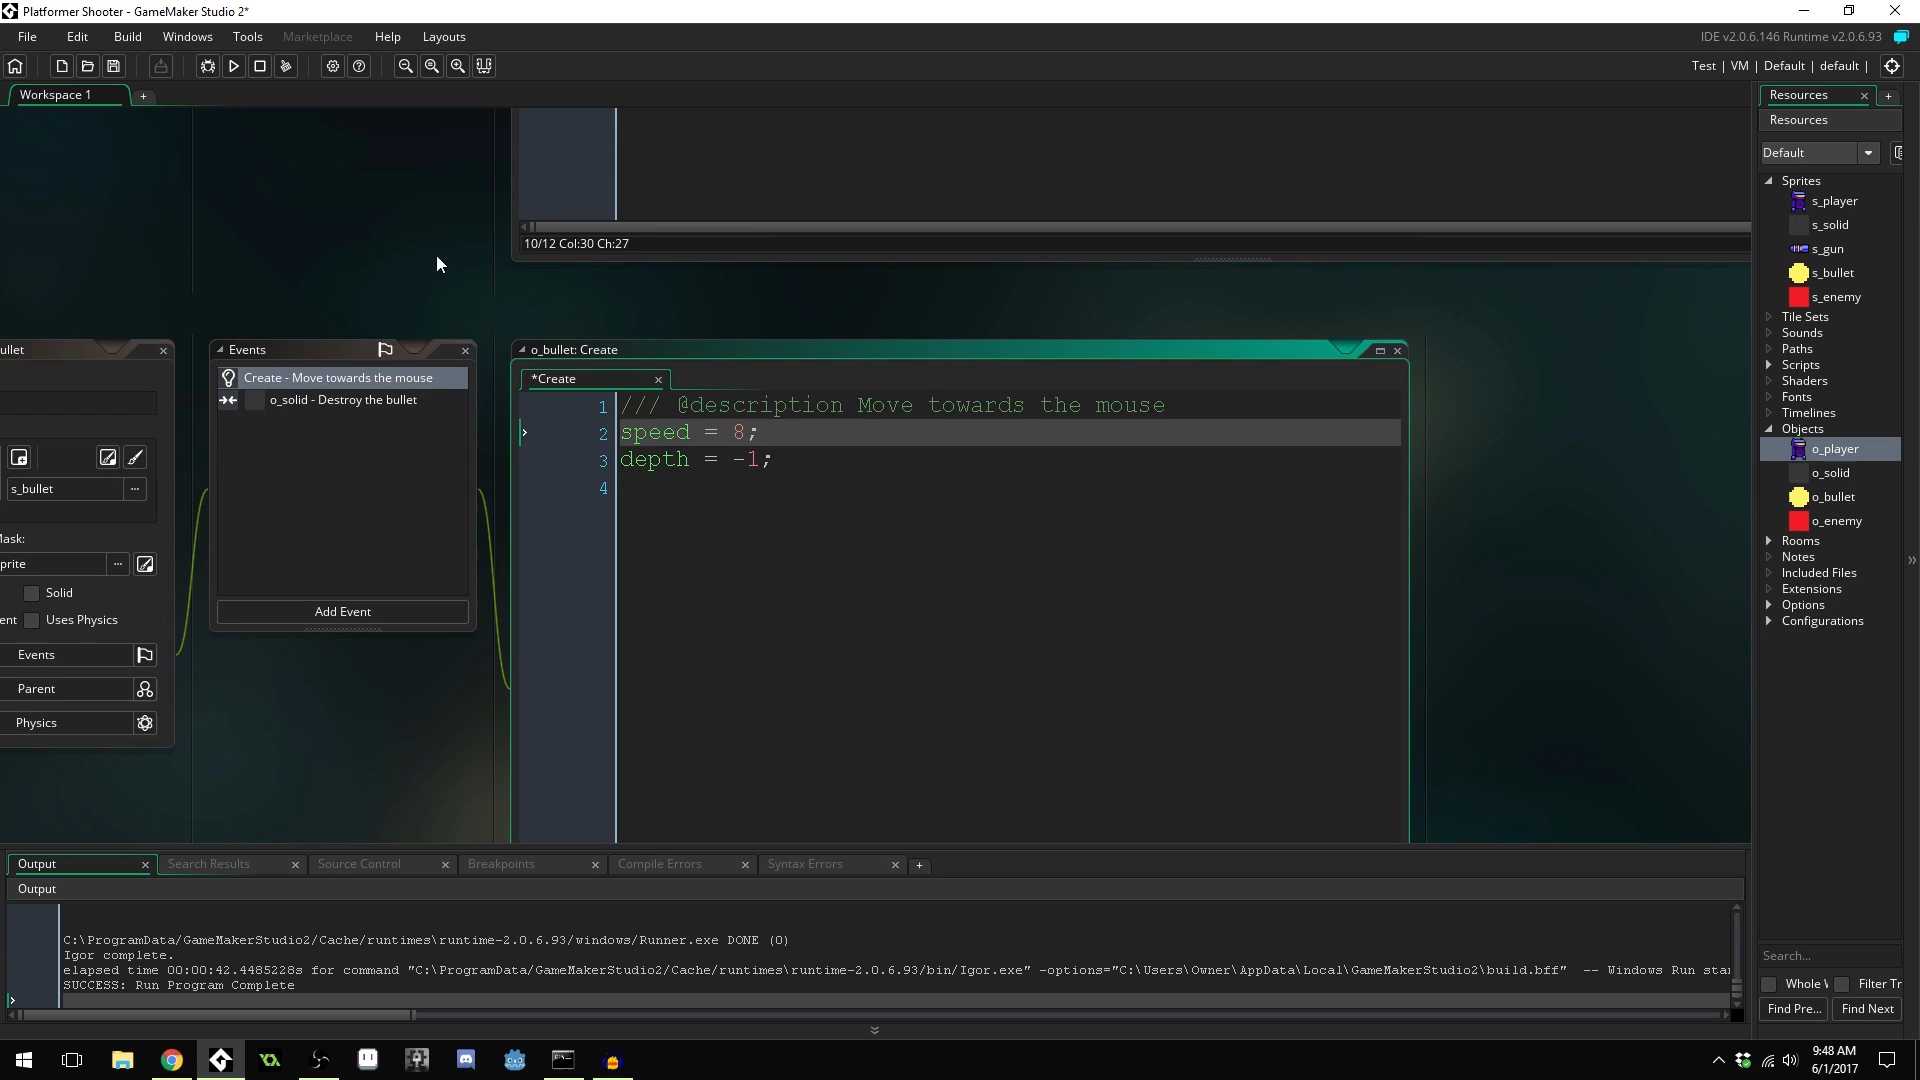 Platformer Shooter - GameMaker Studio 2*
File Edit Build Windows Tools Marketplace Help Layouts
IDE v2.0.6.146 Runtime v2.0.6.93
Test | VM | Default | default |
Workspace 1
+
Resources
Resources
Default
Sprites
s_player
s_solid
s_gun
s_bullet
s_enemy
Tile Sets
Sounds
Paths
Scripts
Shaders
Fonts
Timelines
Objects
o_player
o_solid
o_bullet
o_enemy
Rooms
Notes
Included Files
Extensions
Options
Configurations
Search...
Whole
Filter Tr
Find Pre...
Find Next
10/12 Col:30 Ch:27
ullet
s_bullet
Mask:
prite
Solid
ent
Uses Physics
Events
Parent
Physics
Events
Create - Move towards the mouse
o_solid - Destroy the bullet
Add Event
o_bullet: Create
*Create
1 /// @description Move towards the mouse
2 speed = 8;
3 depth = -1;
4
Output Search Results Source Control Breakpoints Compile Errors Syntax Errors +
Output
C:\ProgramData/GameMakerStudio2/Cache/runtimes\runtime-2.0.6.93/windows/Runner.exe DONE (0)
Igor complete.
elapsed time 00:00:42.4485228s for command "C:\ProgramData/GameMakerStudio2/Cache/runtimes\runtime-2.0.6.93/bin/Igor.exe" -options="C:\Users\Owner\AppData\Local\GameMakerStudio2\build.bff" -- Windows Run star
SUCCESS: Run Program Complete
9:48 AM
6/1/2017